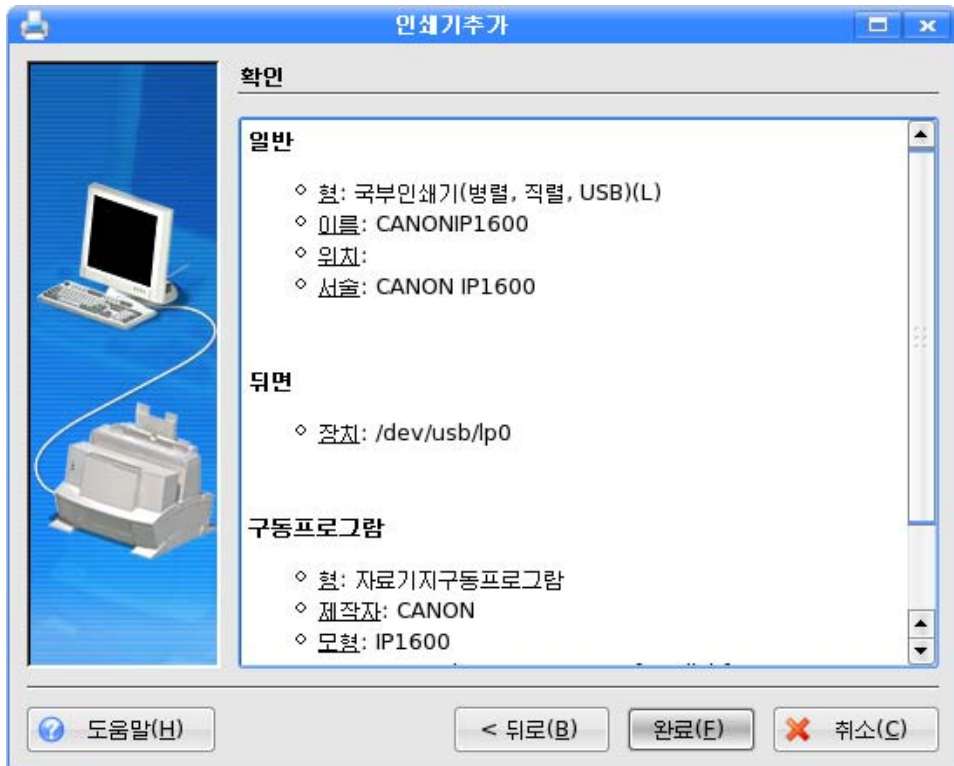 인쇄기추가
확인
일반
형: 국부인쇄기(병렬, 직렬, USB)(L)
이름: CANONIP1600
위치:
서술: CANON IP1600
뒤면
장치: /dev/usb/lp0
구동프로그람
형: 자료기지구동프로그람
제작자: CANON
모형: IP1600
도움말(H)
< 뒤로(B)
완료(F)
취소(C)